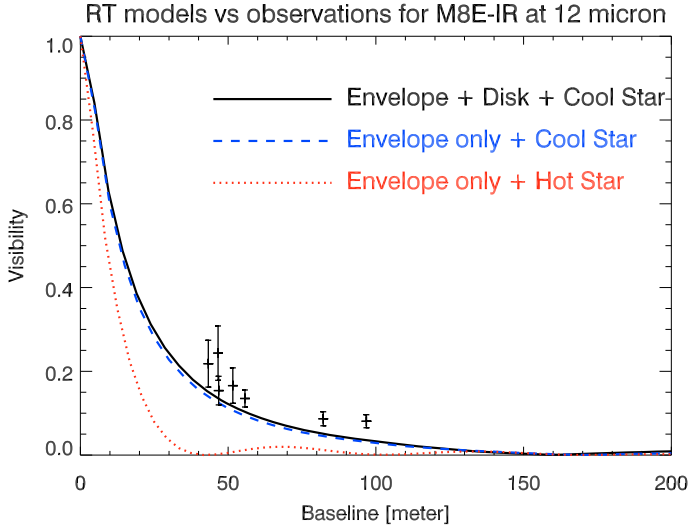 RT models vs observations for M8E-IR at 12 micron
1.0
0.8
0.6
0.4
0.2
0.0
Visibility
Envelope + Disk + Cool Star
Envelope only + Cool Star
Envelope only + Hot Star
0 50 100 150 200
Baseline [meter]